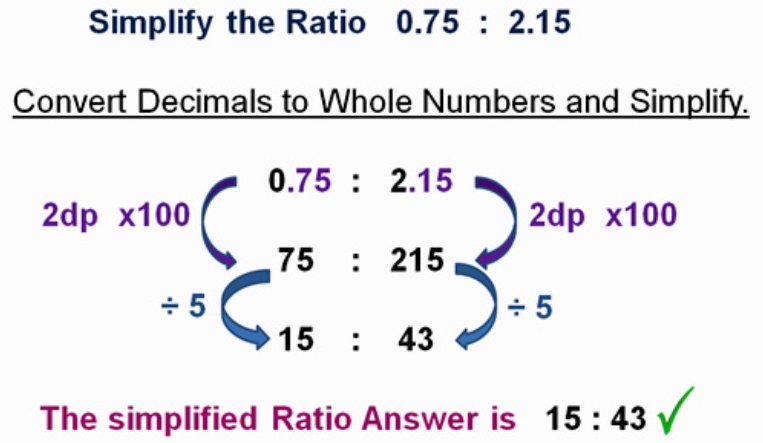 Simplify the Ratio 0.75 : 2.15
Convert Decimals to Whole Numbers and Simplify.
0.75 : 2.15
2dp x100 2dp x100
75 : 215
÷ 5 ÷ 5
15 : 43
The simplified Ratio Answer is 15 : 43 ✓